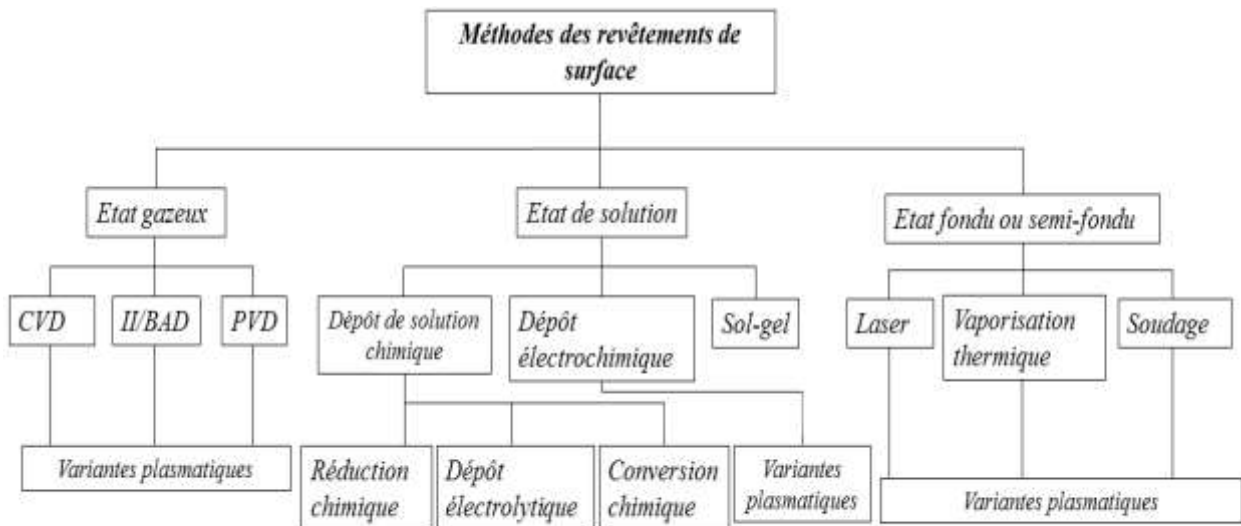 Méthodes des revêtements de
surface
Etat gazeux
Etat de solution
Etat fondu ou semi-fondu
CVD
II/BAD
PVD
Dépôt de solution
chimique
Dépôt
électrochimique
Sol-gel
Laser
Vaporisation
thermique
Soudage
Variantes plasmatiques
Réduction
chimique
Dépôt
électrolytique
Conversion
chimique
Variantes
plasmatiques
Variantes plasmatiques